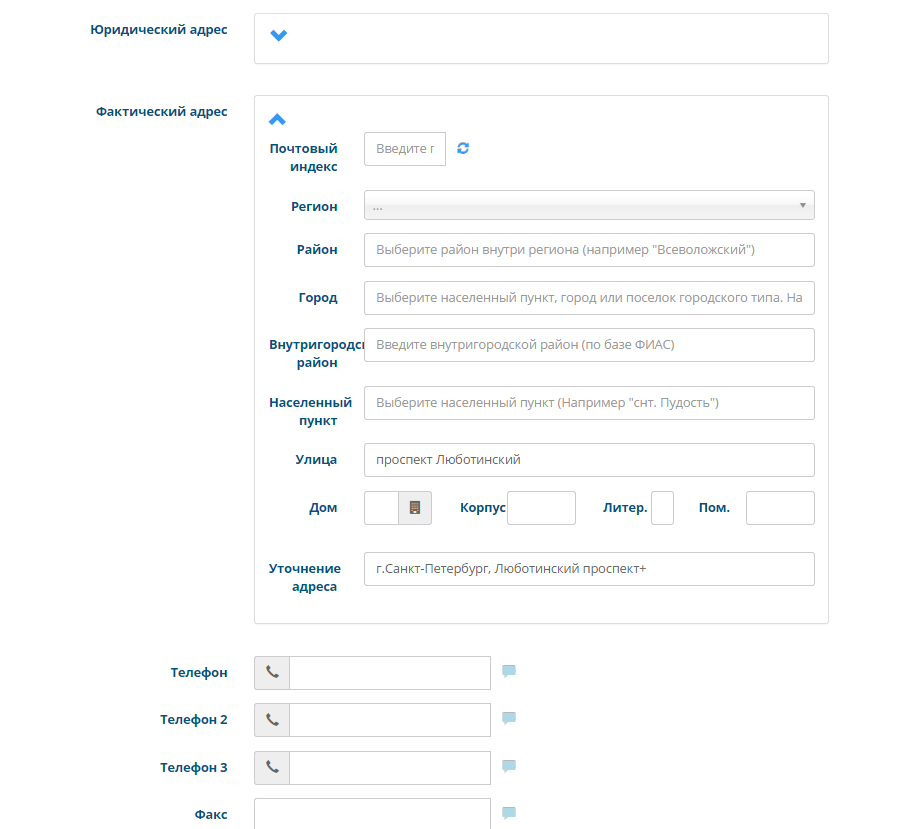 Юридический адрес
Фактический адрес
Почтовый
индекс
Введите г
Регион
...
Район
Выберите район внутри региона (например "Всеволожский")
Город
Выберите населенный пункт, город или поселок городского типа. На
Внутригородск
район
Введите внутригородской район (по базе ФИАС)
Населенный
пункт
Выберите населенный пункт (Например "снт. Пудость")
Улица
проспект Люботинский
Дом
Корпус
Литер.
Пом.
Уточнение
адреса
г.Санкт-Петербург, Люботинский проспект+
Телефон
Телефон 2
Телефон 3
Факс